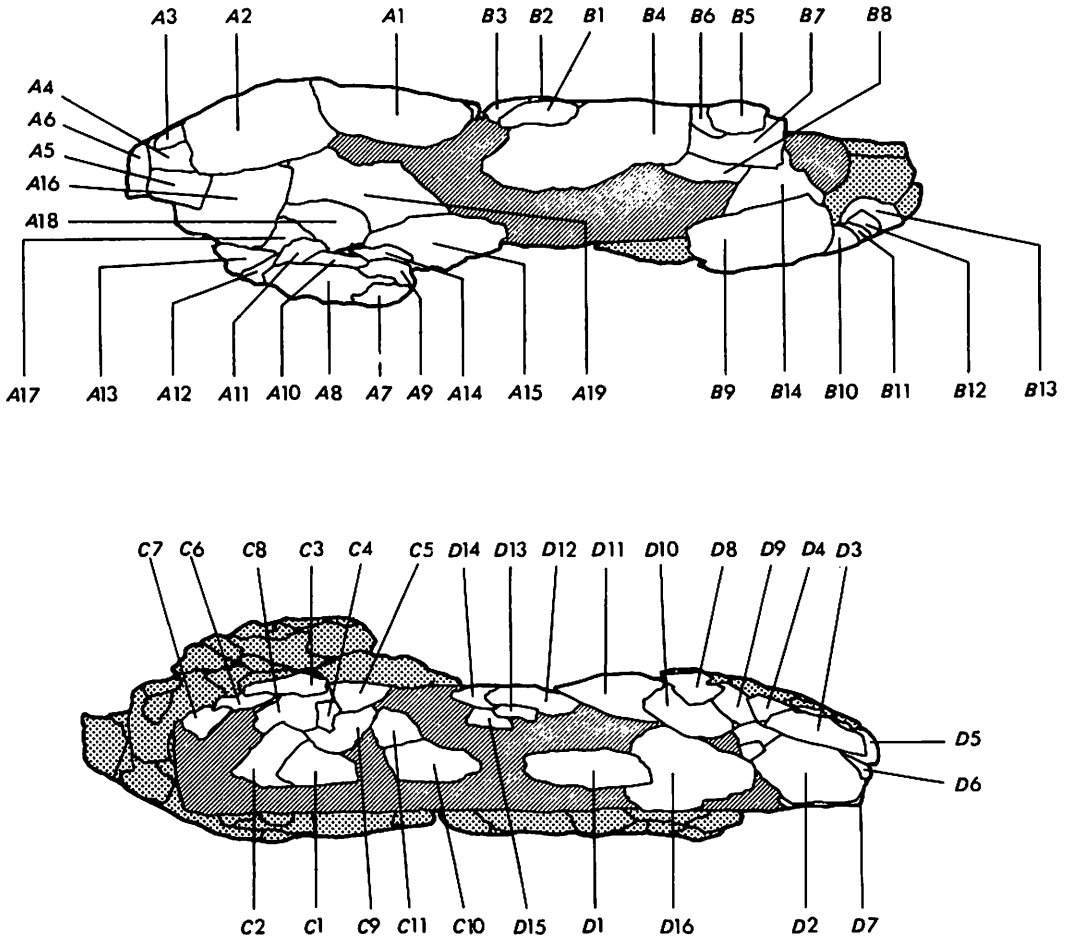 A3 A2 A1 B3 B2 B1 B4 B6 B5 B7 B8
A4
A6
A5
A16
A18
A17 A13 A12 A11 A10 A8 A7 A9 A14 A15 A19 B9 B14 B10 B11 B12 B13
C7 C6 C8 C3 C4 C5 D14 D13 D12 D11 D10 D8 D9 D4 D3
D5
D6
C2 C1 C9 C11 C10 D15 D1 D16 D2 D7